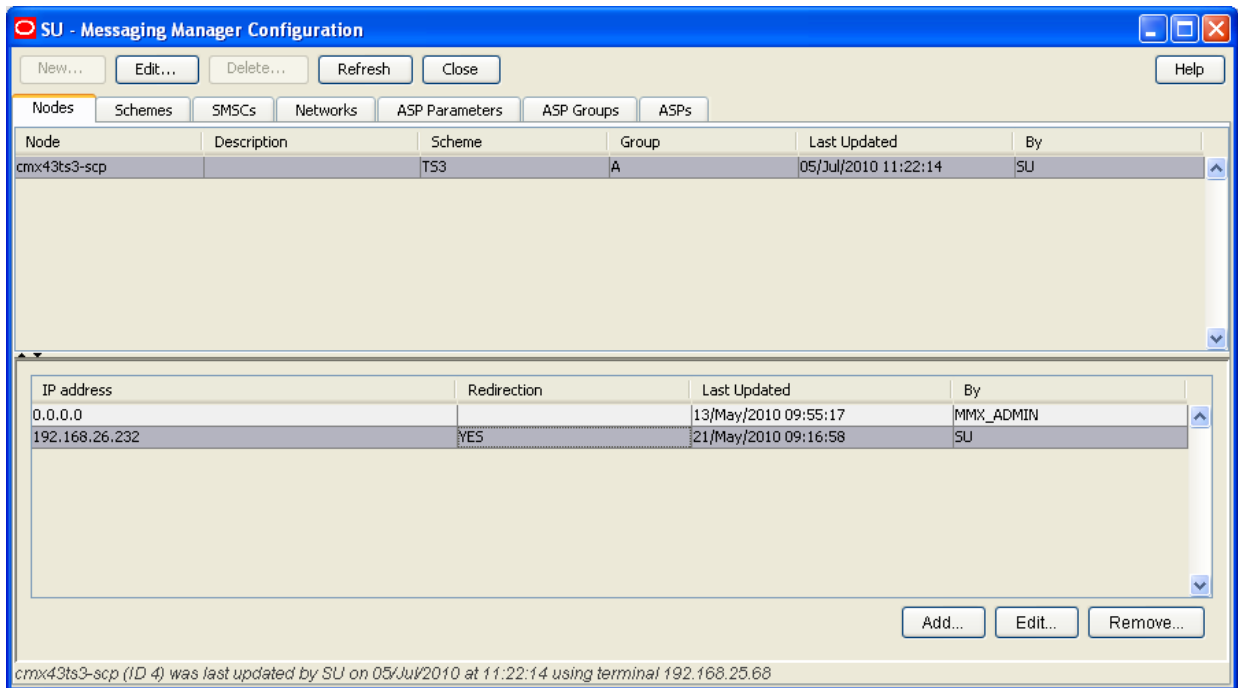 SU - Messaging Manager Configuration
New... Edit... Delete... Refresh Close Help
Nodes Schemes SMSCs Networks ASP Parameters ASP Groups ASPs
Node Description Scheme Group Last Updated By
cmx43ts3-scp TS3 A 05/Jul/2010 11:22:14 SU
IP address Redirection Last Updated By
0.0.0.0 13/May/2010 09:55:17 MMX_ADMIN
192.168.26.232 YES 21/May/2010 09:16:58 SU
Add... Edit... Remove...
cmx43ts3-scp (ID 4) was last updated by SU on 05/Jul/2010 at 11:22:14 using terminal 192.168.25.68